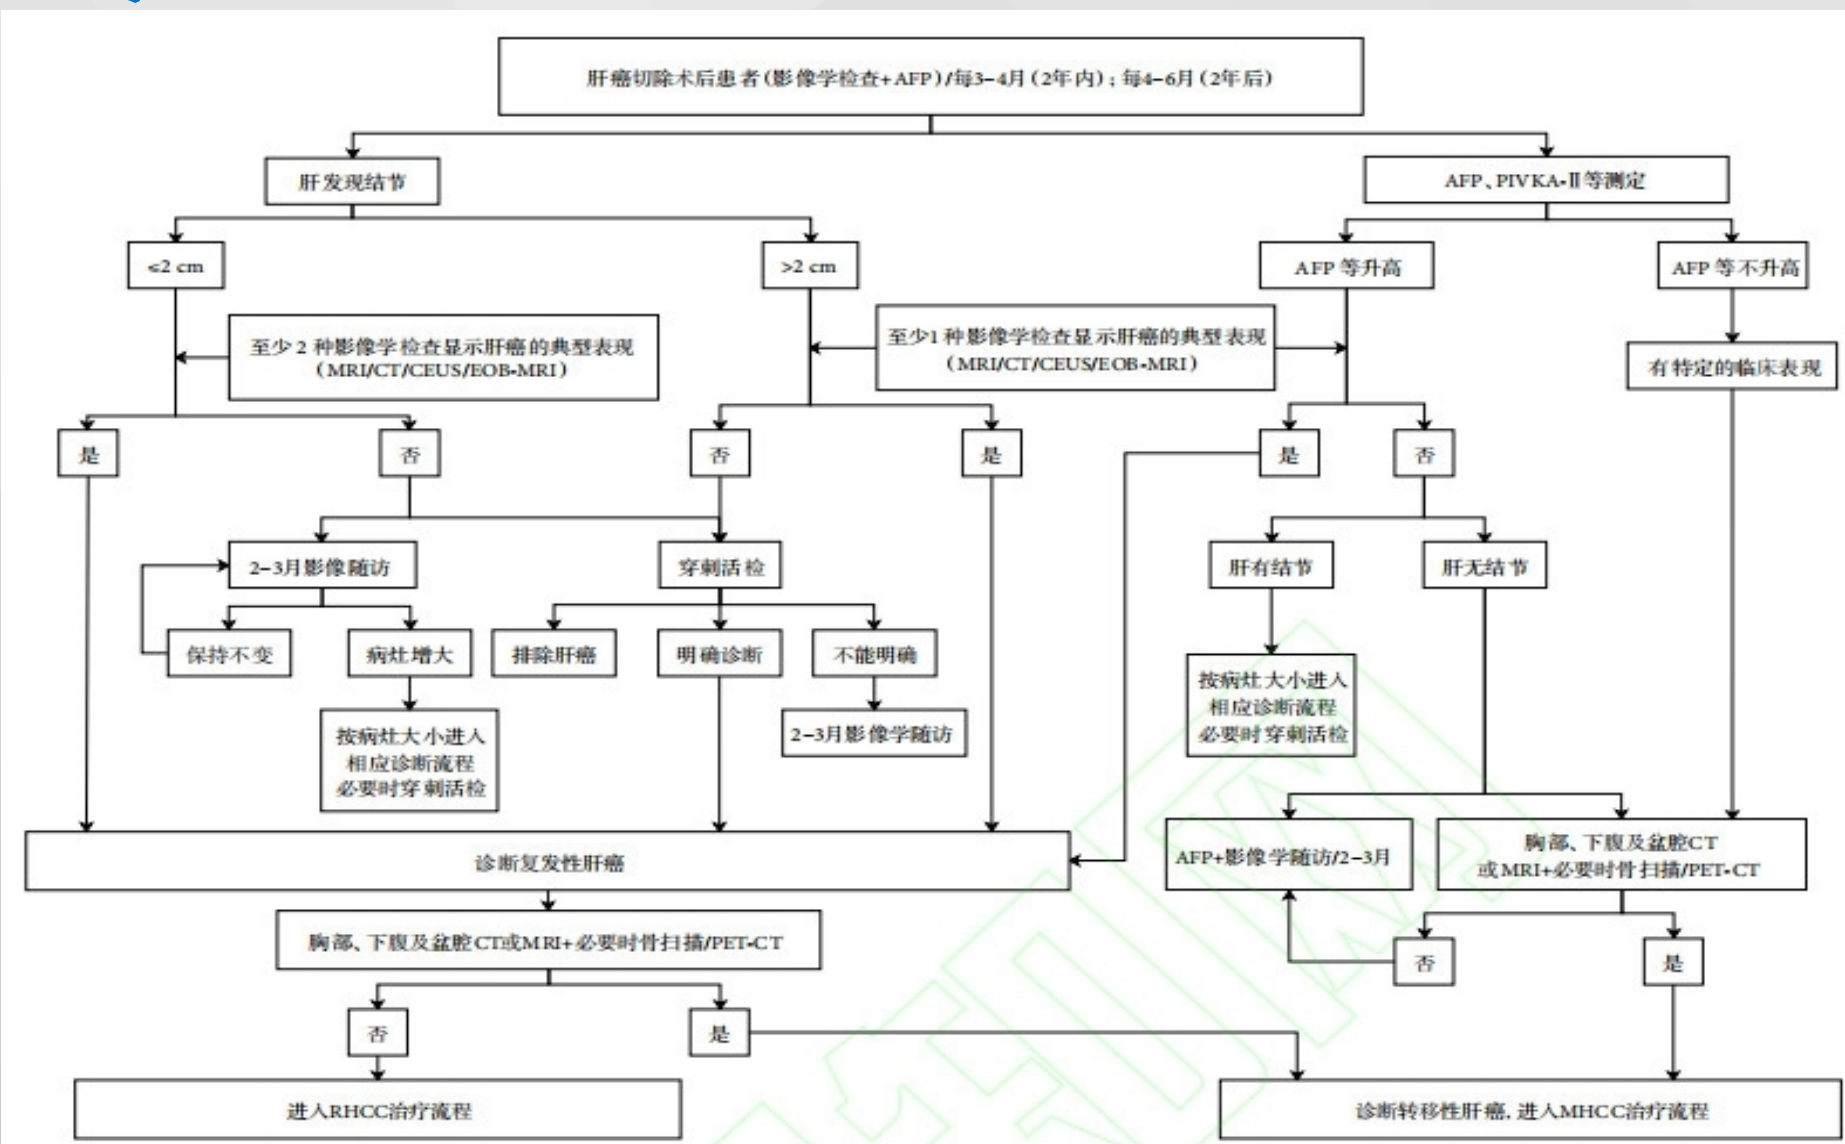 肝癌切除术后患者(影像学检查+AFP)/每3-4月(2年内);每4-6月(2年后)
肝发现结节
AFP、PIVKA-Ⅱ等测定
≤2 cm
>2 cm
AFP 等升高
AFP 等不升高
至少 2 种影像学检查显示肝癌的典型表现
(MRI/CT/CEUS/EOB-MRI)
至少1 种影像学检查显示肝癌的典型表现
(MRI/CT/CEUS/EOB-MRI)
有特定的临床表现
是
否
否
是
是
否
2-3月影像随访
穿刺活检
肝有结节
肝无结节
保持不变
病灶增大
排除肝癌
明确诊断
不能明确
按病灶大小进入
相应诊断流程
必要时穿刺活检
2-3月影像学随访
按病灶大小进入
相应诊断流程
必要时穿刺活检
诊断复发性肝癌
AFP+影像学随访/2-3月
胸部、下腹及盆腔CT
或MRI+必要时骨扫描/PET-CT
胸部、下腹及盆腔CT或MRI+必要时骨扫描/PET-CT
否
是
否
是
进入RHCC治疗流程
诊断转移性肝癌,进入MHCC治疗流程